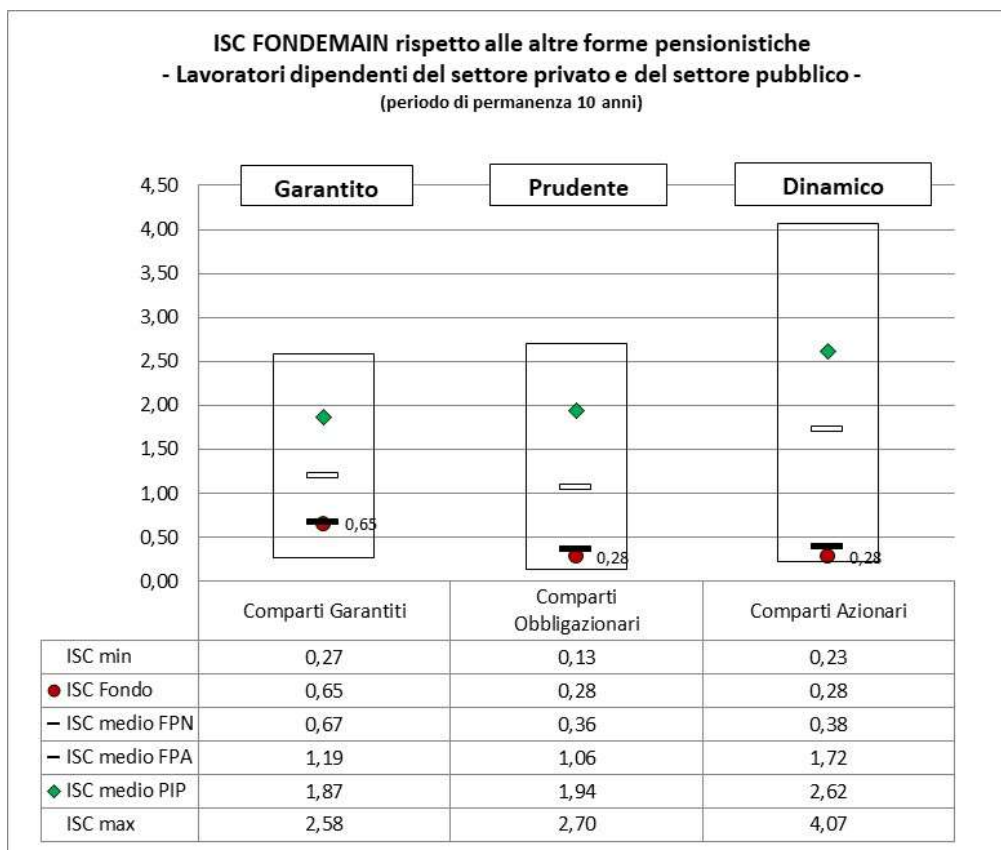 ISC FONDEMAIN rispetto alle altre forme pensionistiche
- Lavoratori dipendenti del settore privato e del settore pubblico -
(periodo di permanenza 10 anni)
Garantito Prudente Dinamico
4,50
4,00
3,50
3,00
2,50
2,00
1,50
1,00
0,50
0,00
0,65
0,28
0,28
Comparti Garantiti
Comparti
Obbligazionari
Comparti Azionari
ISC min 0,27 0,13 0,23
ISC Fondo 0,65 0,28 0,28
ISC medio FPN 0,67 0,36 0,38
ISC medio FPA 1,19 1,06 1,72
ISC medio PIP 1,87 1,94 2,62
ISC max 2,58 2,70 4,07